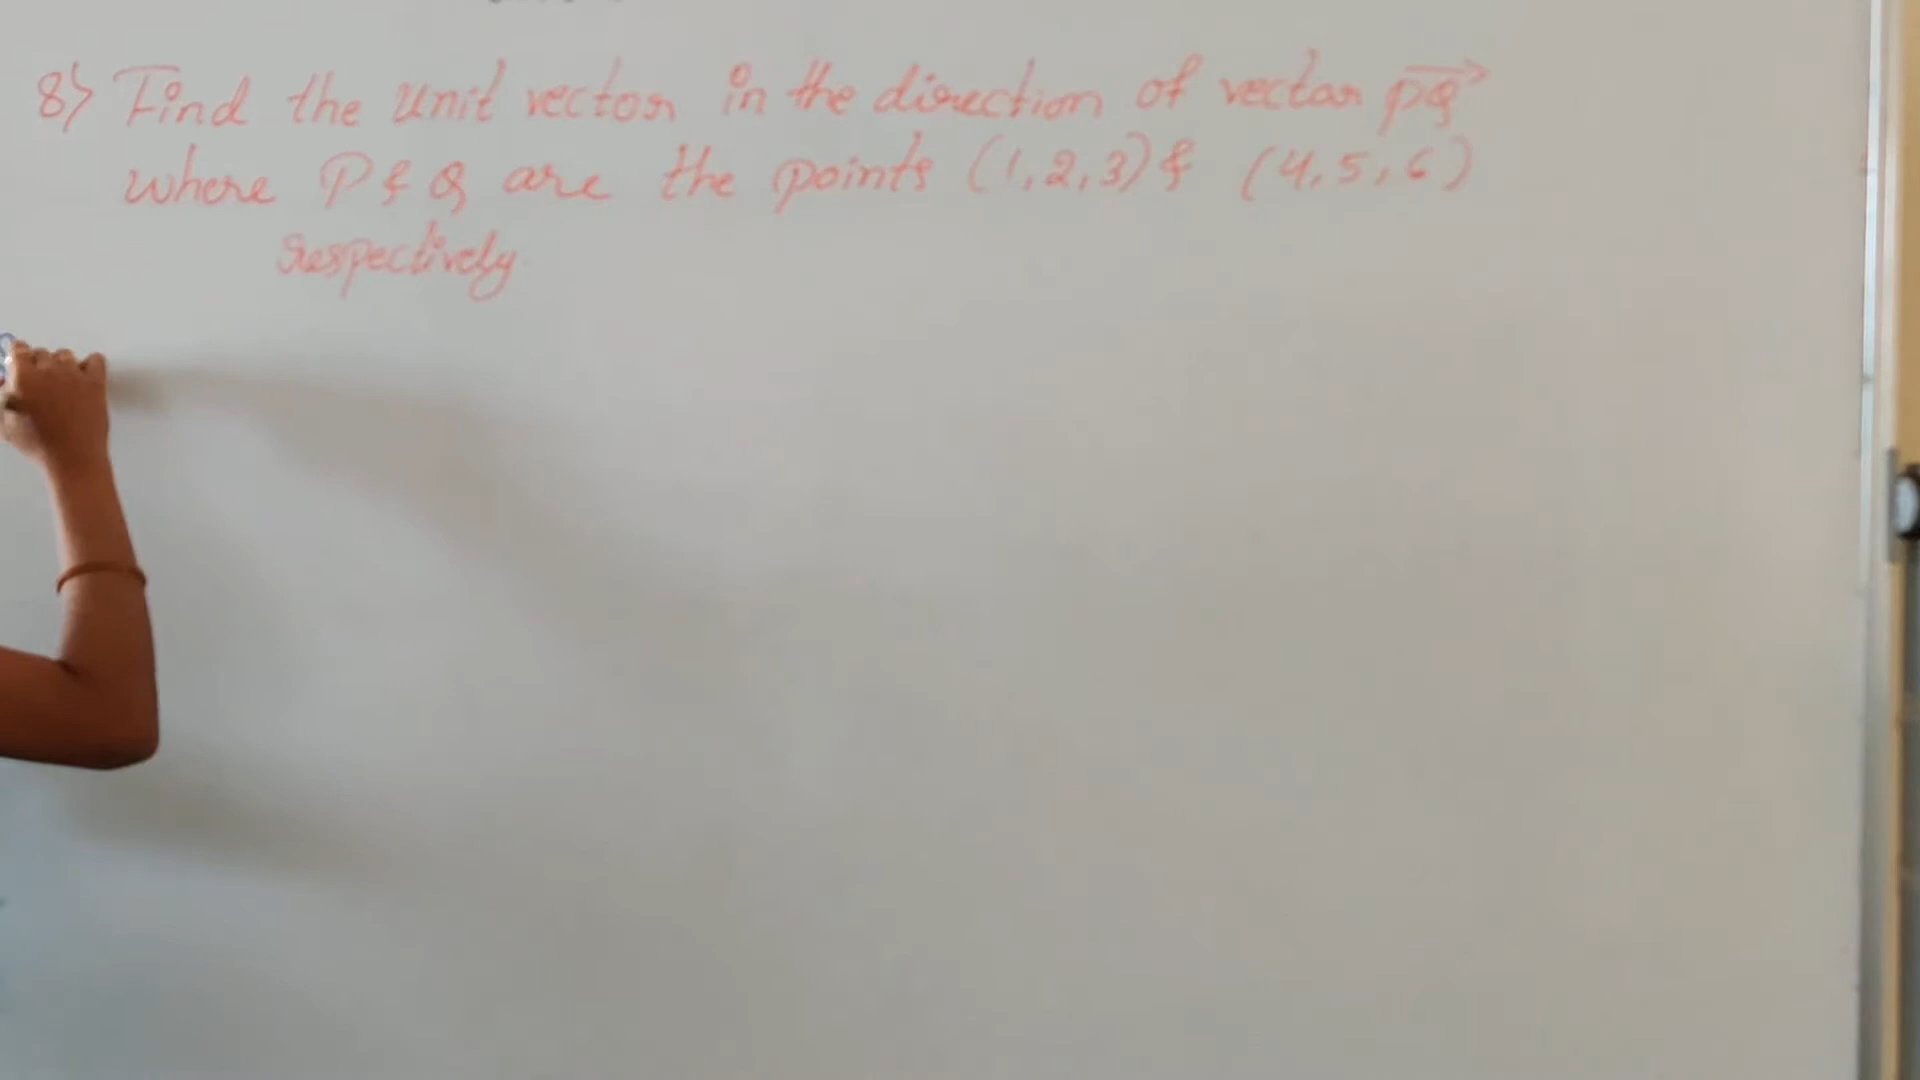 8) Find the unit vector in the direction of vector PQ
where P & Q are the points (1,2,3) & (4,5,6)
respectively